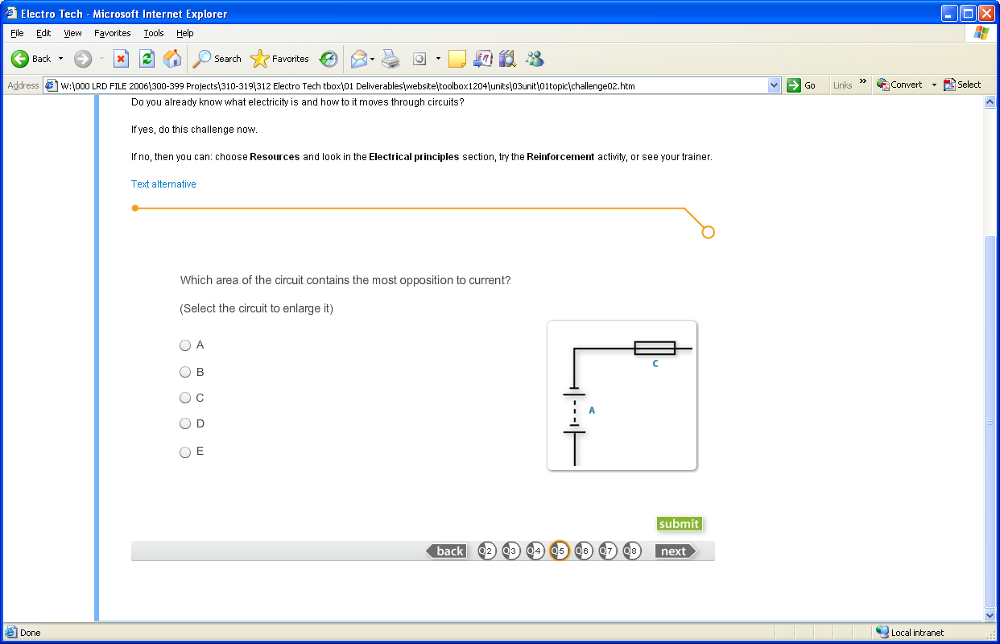 Electro Tech - Microsoft Internet Explorer
File Edit View Favorites Tools Help
Back Search Favorites
Address W:\000 LRD FILE 2006\300-399 Projects\310-319\312 Electro Tech tbox\01 Deliverables\website\toolbox1204\units\03unit\01topic\challenge02.htm Go Links » Convert Select
Do you already know what electricity is and how to it moves through circuits?
If yes, do this challenge now.
If no, then you can: choose Resources and look in the Electrical principles section, try the Reinforcement activity, or see your trainer.
Text alternative
Which area of the circuit contains the most opposition to current?
(Select the circuit to enlarge it)
A
B
C
D
E
C
A
submit
back Q2 Q3 Q4 Q5 Q6 Q7 Q8 next
Done Local intranet